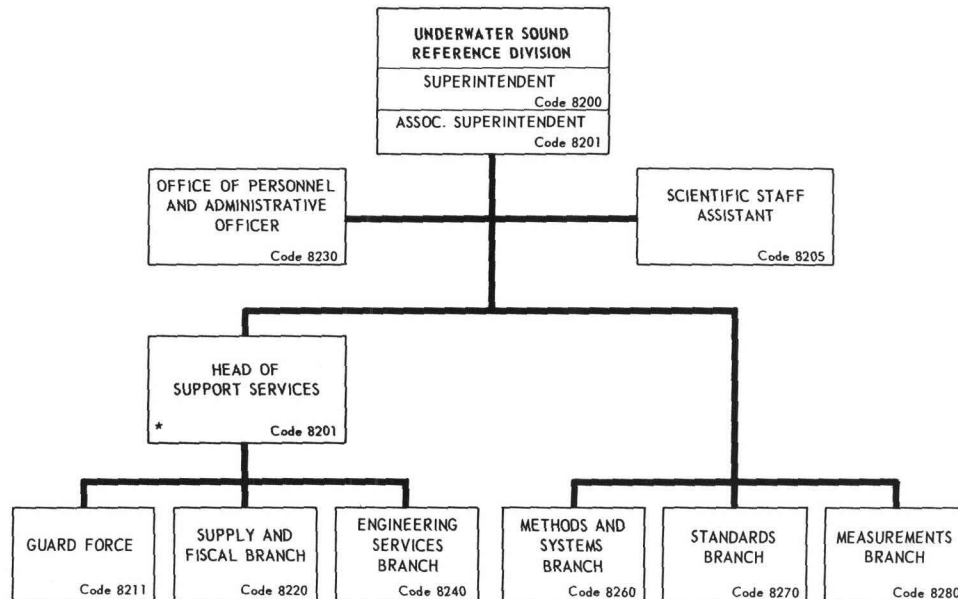 UNDERWATER SOUND
REFERENCE DIVISION
SUPERINTENDENT
Code 8200
ASSOC. SUPERINTENDENT
Code 8201
OFFICE OF PERSONNEL
AND ADMINISTRATIVE
OFFICER
Code 8230
SCIENTIFIC STAFF
ASSISTANT
Code 8205
HEAD OF
SUPPORT SERVICES
* Code 8201
GUARD FORCE
Code 8211
SUPPLY AND
FISCAL BRANCH
Code 8220
ENGINEERING
SERVICES
BRANCH
Code 8240
METHODS AND
SYSTEMS
BRANCH
Code 8260
STANDARDS
BRANCH
Code 8270
MEASUREMENTS
BRANCH
Code 8280